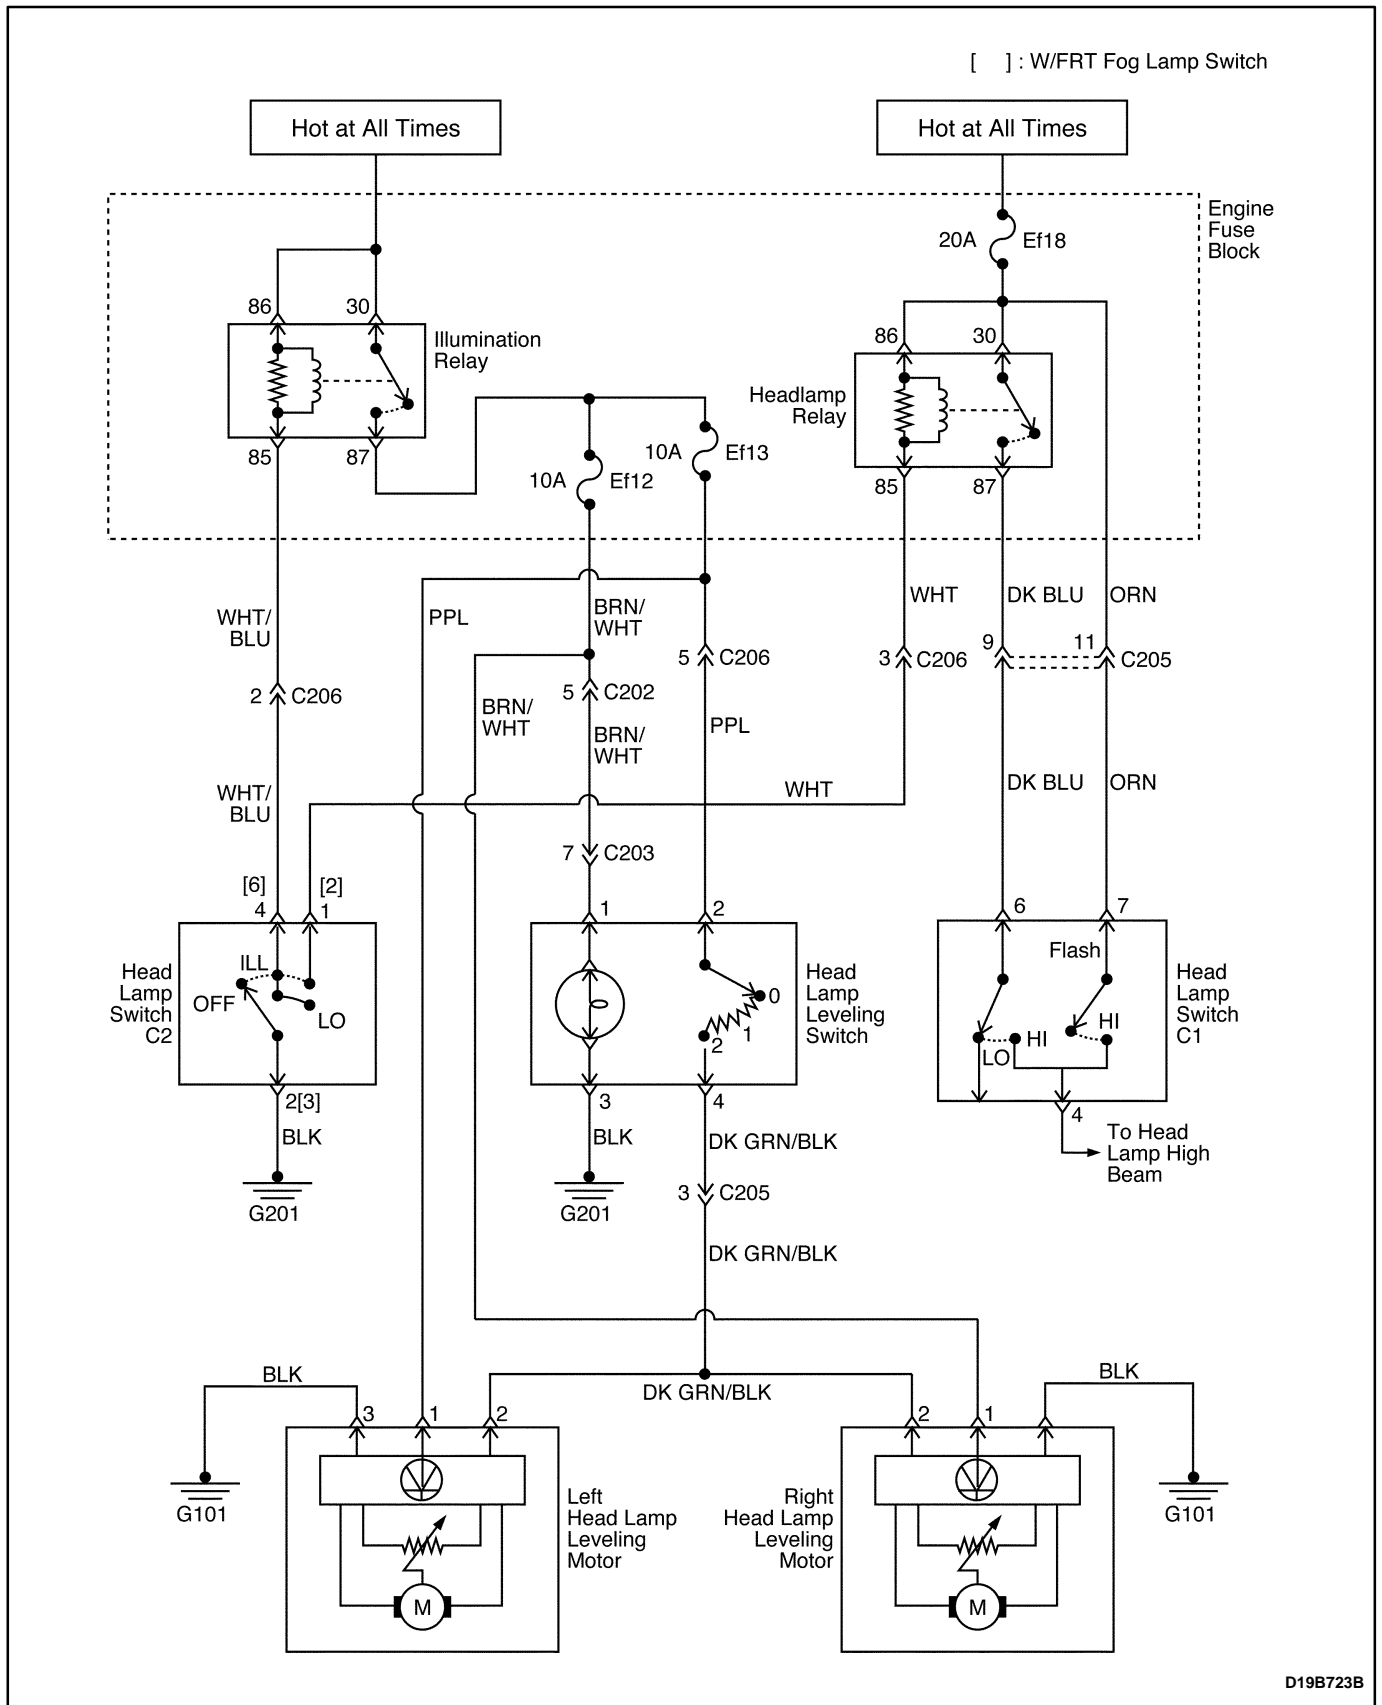 [ ] : W/FRT Fog Lamp Switch
Hot at All Times
Hot at All Times
Engine
Fuse
Block
20A
Ef18
86
30
Illumination
Relay
86
30
Headlamp
Relay
10A
Ef13
10A
Ef12
85
87
85
87
WHT/
BLU
PPL
BRN/
WHT
WHT
DK BLU
ORN
5
C206
3
C206
9
11
C205
2
C206
5
C202
BRN/
WHT
BRN/
WHT
PPL
WHT/
BLU
WHT
DK BLU
ORN
7
C203
[6]
[2]
4
1
1
2
6
7
Head
Lamp
Switch
C2
ILL
OFF
LO
0
1
2
Head
Lamp
Leveling
Switch
Flash
LO
HI
HI
Head
Lamp
Switch
C1
2[3]
3
4
4
BLK
BLK
DK GRN/BLK
To Head
Lamp High
Beam
G201
G201
3
C205
DK GRN/BLK
BLK
DK GRN/BLK
BLK
3
1
2
2
1
G101
G101
Left
Head Lamp
Leveling
Motor
Right
Head Lamp
Leveling
Motor
M
M
D19B723B